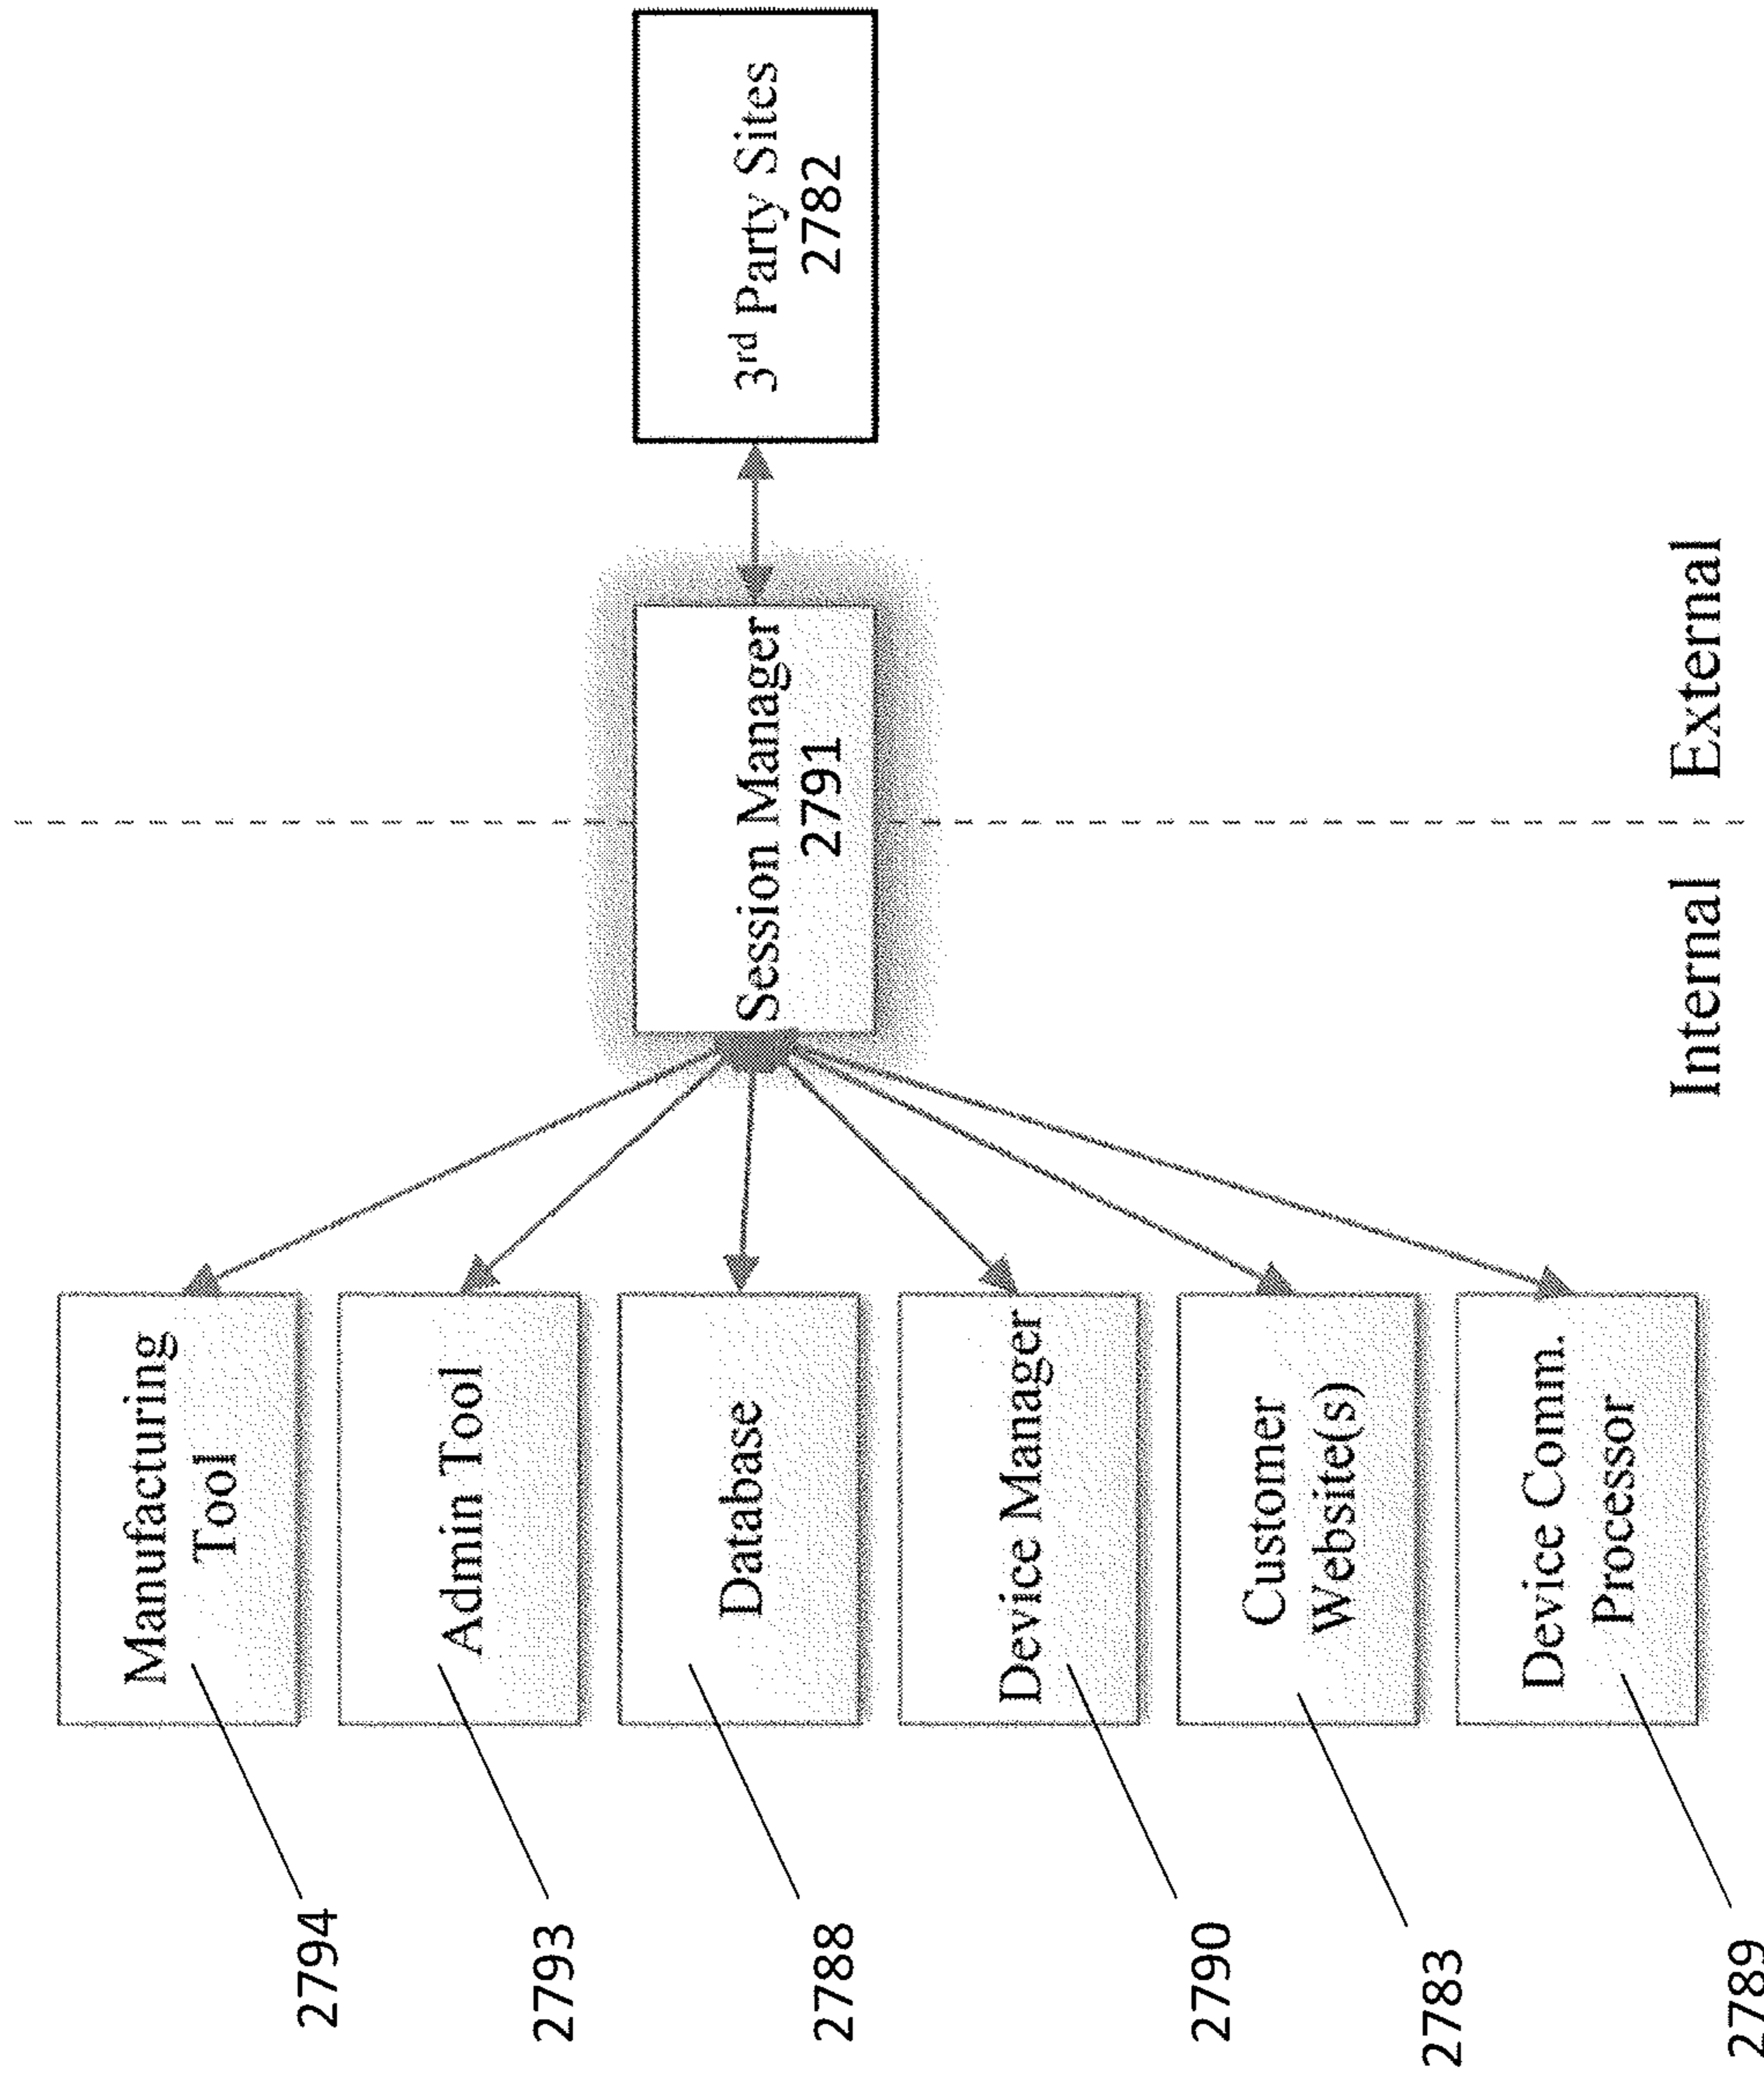 Manufacturing
Tool
2794
Admin Tool
2793
Database
2788
Device Manager
2790
Customer
Website(s)
2783
Device Comm.
Processor
2789
Session Manager
2791
3rd Party Sites
2782
Internal
External